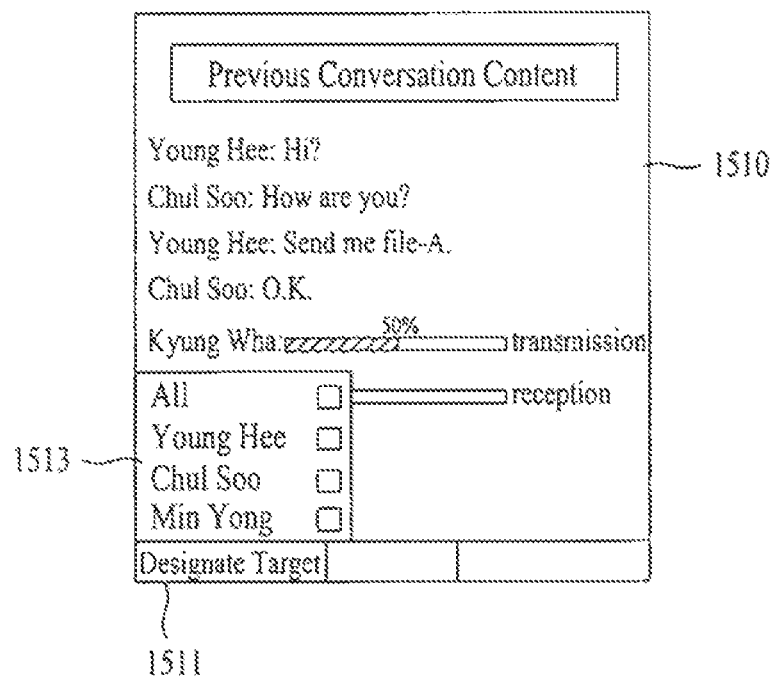 Previous Conversation Content
Young Hee: Hi?
1510
Chul Soo: How are you?
Young Hee: Send me file-A.
Chul Soo: O.K.
Kyung Wha: 50% transmission
All reception
Young Hee
1513
Chul Soo
Min Yong
Designate Target
1511